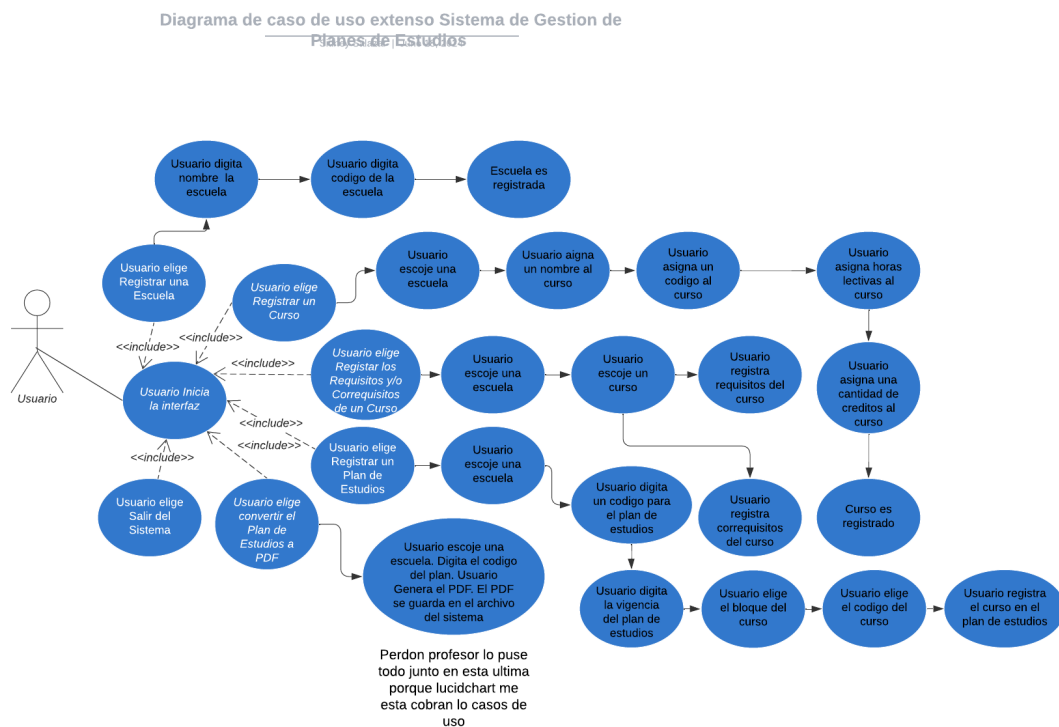 Diagrama de caso de uso extenso Sistema de Gestion de
Planes de Estudios
Usuario digita
nombre la
escuela
Usuario digita
codigo de la
escuela
Escuela es
registrada
Usuario elige
Registrar una
Escuela
Usuario elige
Registrar un
Curso
Usuario
escoje una
escuela
Usuario aigna
un nombre al
curso
Usuario
asigna un
codigo al
curso
Usuario
asigna horas
lectivas al
curso
<<include>>
<<include>>
<<include>>
Usuario
Usuario Inicia
la interfaz
Usuario elige
Registar los
Requisitos y/o
Correquisitos
de un Curso
Usuario
escoje una
escuela
Usuario
escoje un
curso
Usuario
registra
requisitos del
curso
Usuario
asigna una
cantidad de
creditos al
curso
<<include>>
<<include>>
<<include>>
Usuario elige
Registrar un
Plan de
Estudios
Usuario
escoje una
escuela
Usuario elige
Salir del
Sistema
Usuario elige
convertir el
Plan de
Estudios a
PDF
Usuario digita
un codigo para
el plan de
estudios
Usuario
registra
correquisitos
del curso
Curso es
registrado
Usuario escoje una
escuela. Digita el codigo
del plan. Usuario
Genera el PDF. El PDF
se guarda en el archivo
del sistema
Usuario digita
la vigencia
del plan de
estudios
Usuario elige
el bloque del
curso
Usuario elige
el codigo del
curso
Usuario registra
el curso en el
plan de estudios
Perdon profesor lo puse
todo junto en esta ultima
porque lucidchart me
esta cobran lo casos de
uso